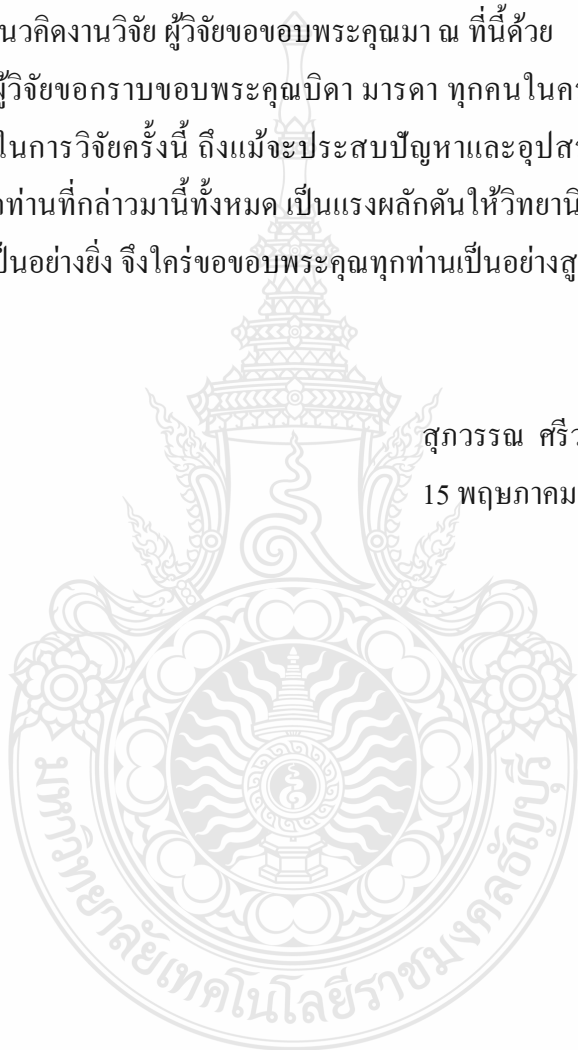 นวคิดงานวิจัย ผู้วิจัยขอขอบพระคุณมา ณ ที่นี้ด้วย
ผู้วิจัยขอกราบขอบพระคุณบิดา มารดา ทุกคนในคร
ในการวิจัยครั้งนี้ ถึงแม้จะประสบปัญหาและอุปสร
ท่านที่กล่าวมานี้ทั้งหมด เป็นแรงผลักดันให้วิทยานิ
ป็นอย่างยิ่ง จึงใคร่ขอขอบพระคุณทุกท่านเป็นอย่างสู
สุภวรรณ ศรีว
15 พฤษภาคม
มหาวิทยาลัยเทคโนโลยีราชมงคลธัญบุรี